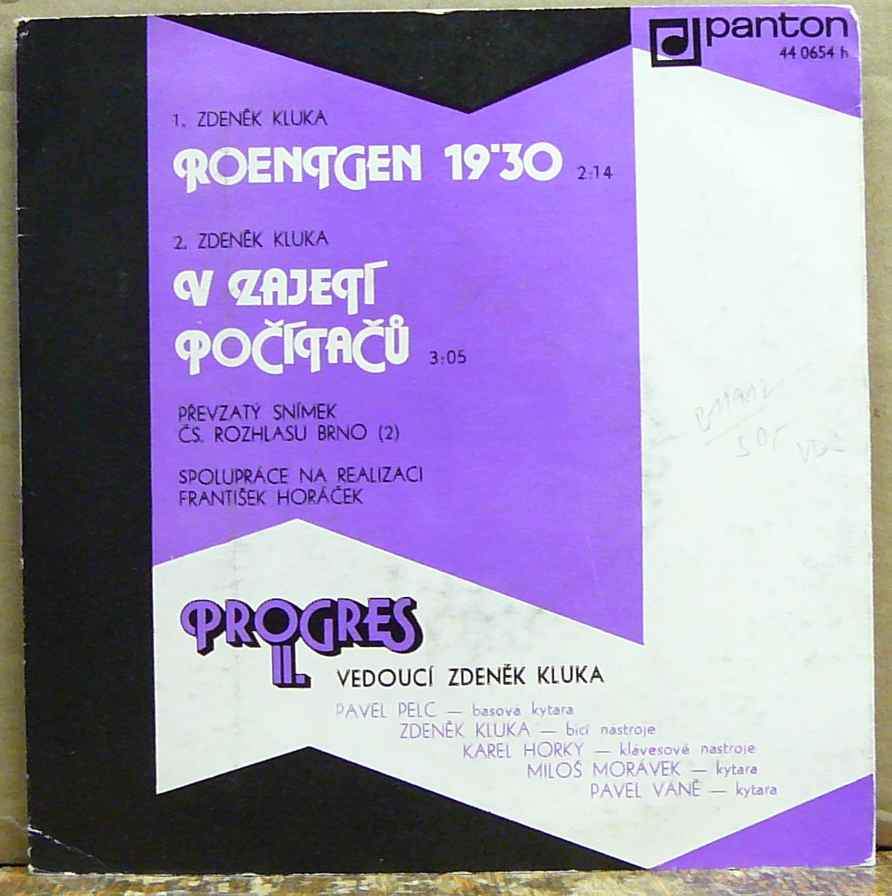 panton
44 0654 h
1. ZDENĚK KLUKA
ROENTGEN 19"30 2:14
2. ZDENĚK KLUKA
V ZAJETÍ
POČÍTAČŮ 3:05
PŘEVZATÝ SNÍMEK
ČS. ROZHLASU BRNO (2)
SPOLUPRÁCE NA REALIZACI
FRANTIŠEK HORÁČEK
PROGRES
II.
VEDOUCÍ ZDENĚK KLUKA
PAVEL PELC — basová kytara
ZDENĚK KLUKA — bicí nástroje
KAREL HORKÝ — klávesové nástroje
MILOŠ MORÁVEK — kytara
PAVEL VÁNĚ — kytara